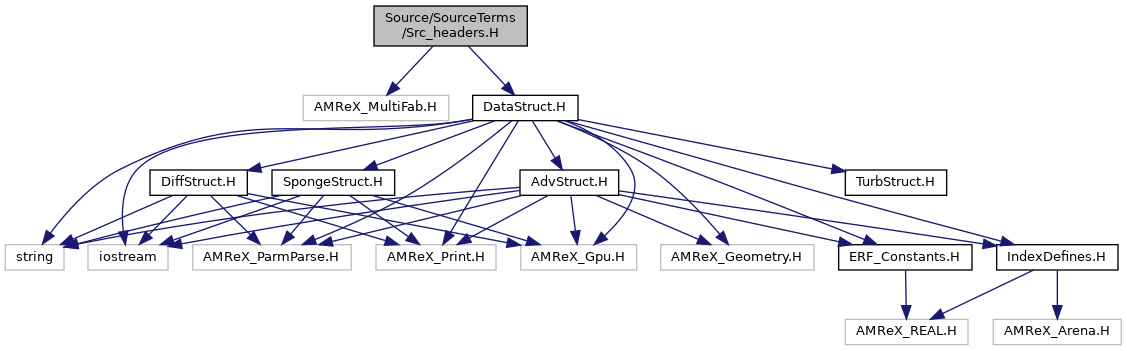 Source/SourceTerms
/Src_headers.H
AMReX_MultiFab.H
DataStruct.H
DiffStruct.H
SpongeStruct.H
AdvStruct.H
TurbStruct.H
string
iostream
AMReX_ParmParse.H
AMReX_Print.H
AMReX_Gpu.H
AMReX_Geometry.H
ERF_Constants.H
IndexDefines.H
AMReX_REAL.H
AMReX_Arena.H